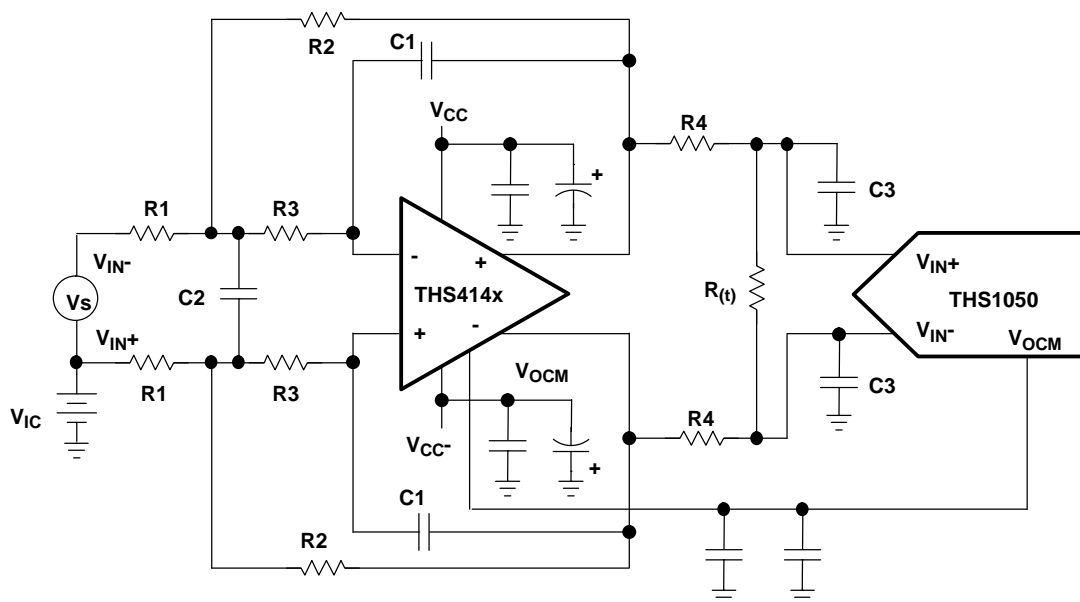 R2
C1
VCC
R4
+
C3
R1
R3
VIN-
-
+
VIN+
Vs
C2
THS414x
R(t)
THS1050
VIN+
+
-
VIN-
VOCM
R1
R3
VOCM
C3
VIC
VCC-
R4
+
C1
R2